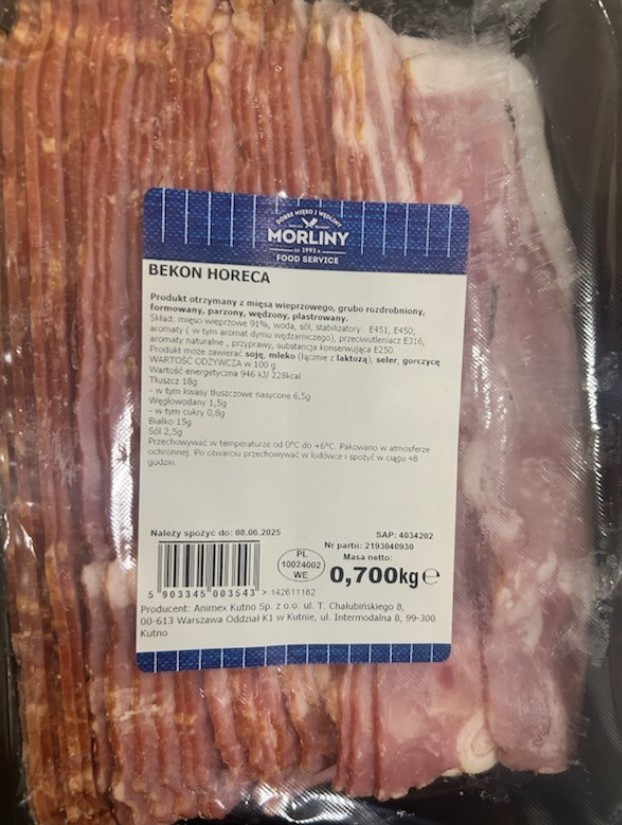 DOBRE MIĘSO I WĘDLINY
MORLINY
1992
FOOD SERVICE
BEKON HORECA
Produkt otrzymany z mięsa wieprzowego, grubo rozdrobniony,
formowany, parzony, wędzony, plastrowany.
Skład: mięso wieprzowe 91%, woda, sól, stabilizatory: E451, E450;
aromaty ( w tym aromat dymu wędzarniczego), przeciwutleniacz E316,
aromaty naturalne , przyprawy, substancja konserwująca E250.
Produkt może zawierać soję, mleko (łącznie z laktozą), seler, gorczycę
WARTOŚĆ ODŻYWCZA w 100 g
Wartość energetyczna 946 kJ/ 228kcal
Tłuszcz 18g
- w tym kwasy tłuszczowe nasycone 6,5g
Węglowodany 1,5g
- w tym cukry 0,8g
Białko 15g
Sól 2,5g
Przechowywać w temperaturze od 0°C do +6°C. Pakowano w atmosferze
ochronnej. Po otwarciu przechowywać w lodówce i spożyć w ciągu 48
godzin.
Należy spożyć do: 08.06.2025
SAP: 4034202
Nr partii: 2193040930
Masa netto:
PL
10024002
WE
0,700kg e
5 903345 003543 > 142611182
Producent: Animex Kutno Sp. z o.o. ul. T. Chałubińskiego 8,
00-613 Warszawa Oddział K1 w Kutnie, ul. Intermodalna 8, 99-300
Kutno